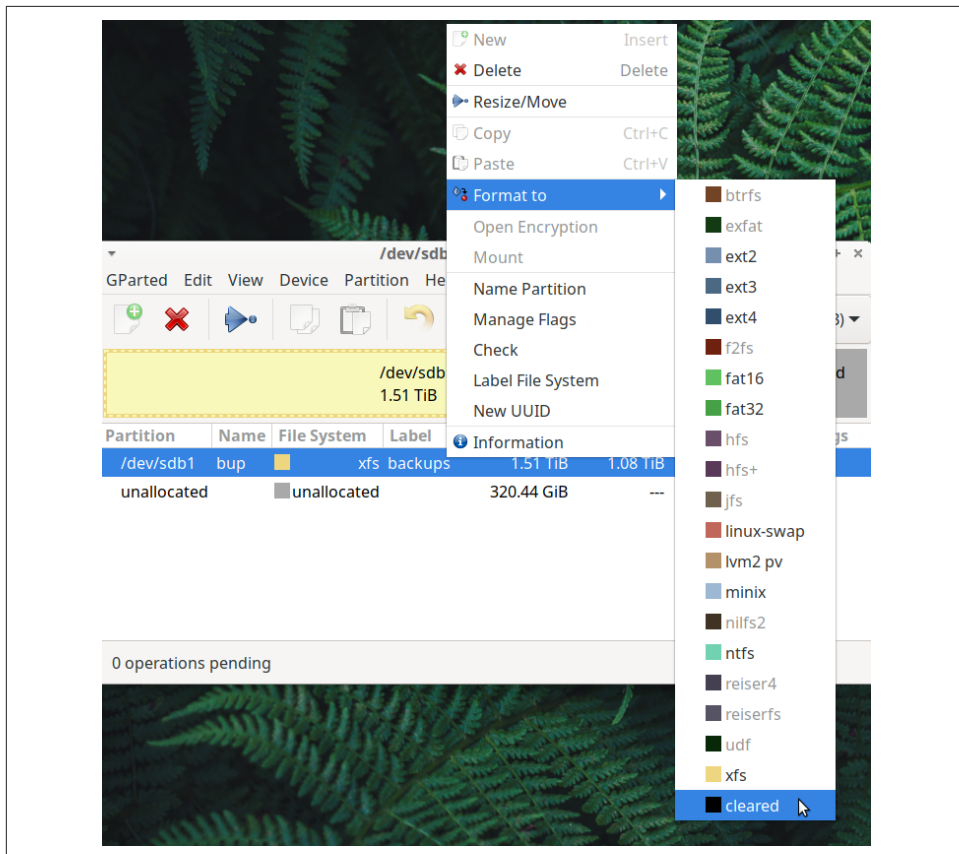 New Insert
Delete Delete
Resize/Move
Copy Ctrl+C
Paste Ctrl+V
Format to
Open Encryption
Mount
Name Partition
Manage Flags
Check
Label File System
New UUID
Information
btrfs
exfat
ext2
ext3
ext4
f2fs
fat16
fat32
hfs
hfs+
jfs
linux-swap
lvm2 pv
minix
nilfs2
ntfs
reiser4
reiserfs
udf
xfs
cleared
/dev/sdb
GParted Edit View Device Partition He
/dev/sdb
1.51 TiB
Partition Name File System Label
/dev/sdb1 bup xfs backups 1.51 TiB 1.08 TiB
unallocated unallocated 320.44 GiB ---
0 operations pending